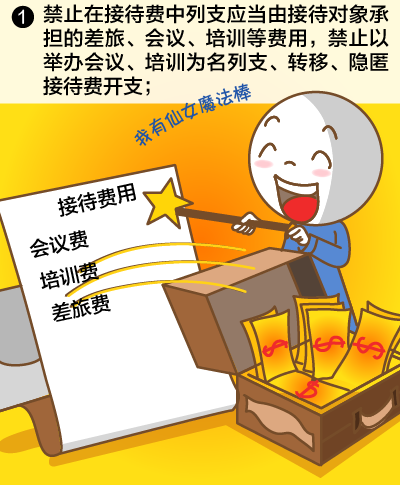 ❶ 禁止在接待费中列支应当由接待对象承
担的差旅、会议、培训等费用，禁止以
举办会议、培训为名列支、转移、隐匿
接待费开支；
我有仙女魔法棒
接待费用
会议费
培训费
差旅费
$ $ $
$